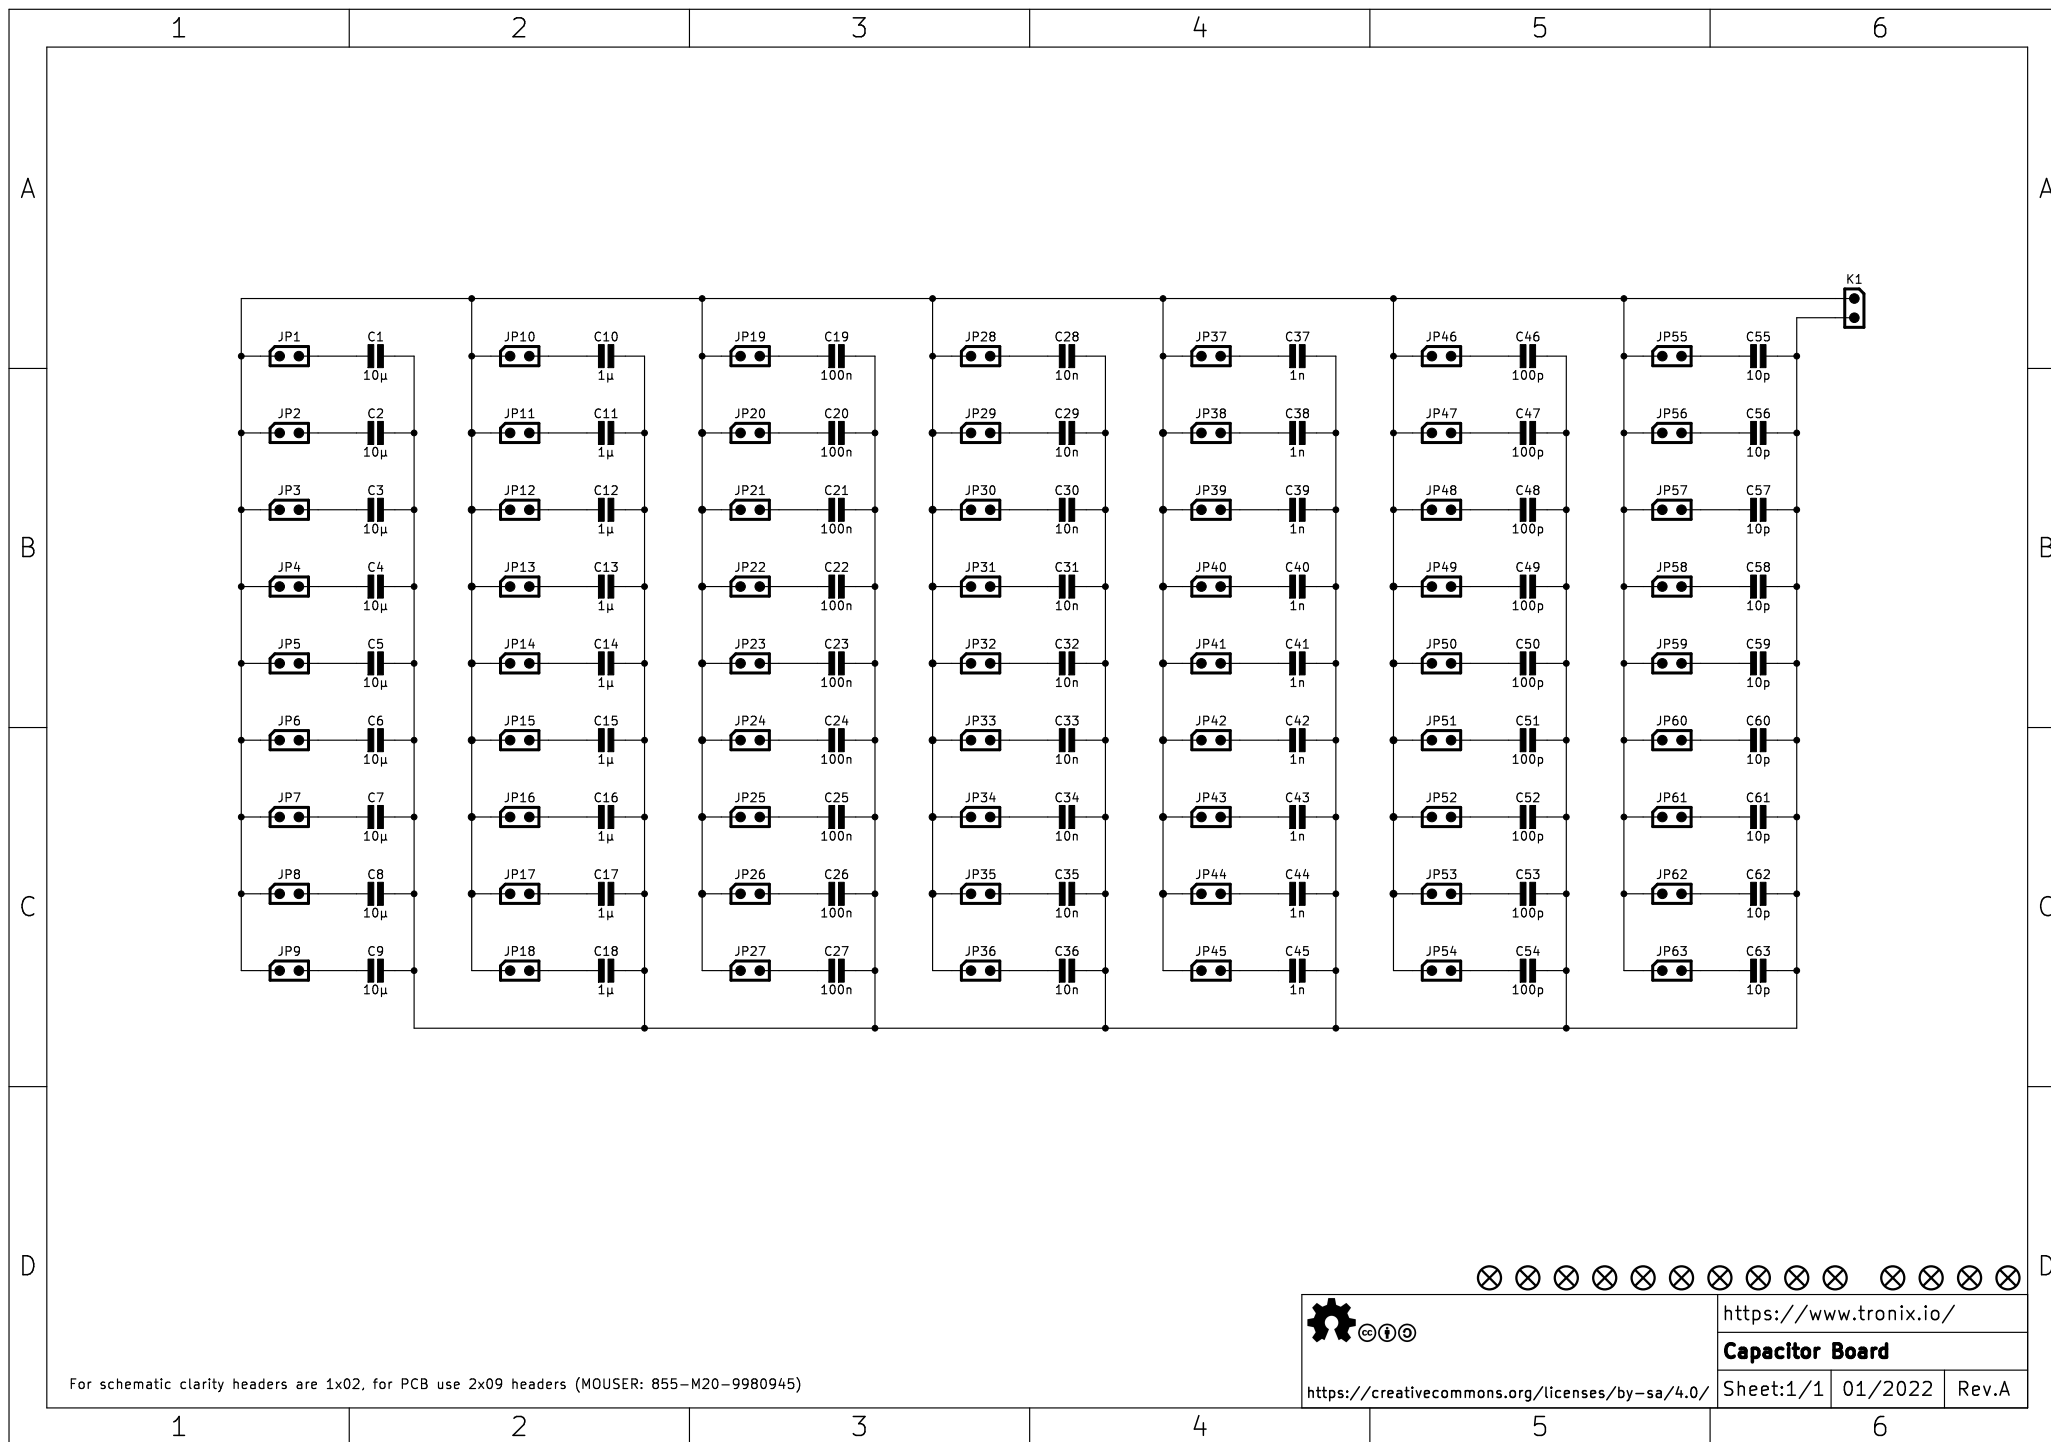 1 2 3 4 5 6
A A
K1
JP1 C1 JP10 C10 JP19 C19 JP28 C28 JP37 C37 JP46 C46 JP55 C55
10µ 1µ 100n 10n 1n 100p 10p
JP2 C2 JP11 C11 JP20 C20 JP29 C29 JP38 C38 JP47 C47 JP56 C56
10µ 1µ 100n 10n 1n 100p 10p
JP3 C3 JP12 C12 JP21 C21 JP30 C30 JP39 C39 JP48 C48 JP57 C57
10µ 1µ 100n 10n 1n 100p 10p
B B
JP4 C4 JP13 C13 JP22 C22 JP31 C31 JP40 C40 JP49 C49 JP58 C58
10µ 1µ 100n 10n 1n 100p 10p
JP5 C5 JP14 C14 JP23 C23 JP32 C32 JP41 C41 JP50 C50 JP59 C59
10µ 1µ 100n 10n 1n 100p 10p
JP6 C6 JP15 C15 JP24 C24 JP33 C33 JP42 C42 JP51 C51 JP60 C60
10µ 1µ 100n 10n 1n 100p 10p
JP7 C7 JP16 C16 JP25 C25 JP34 C34 JP43 C43 JP52 C52 JP61 C61
10µ 1µ 100n 10n 1n 100p 10p
JP8 C8 JP17 C17 JP26 C26 JP35 C35 JP44 C44 JP53 C53 JP62 C62
C C
10µ 1µ 100n 10n 1n 100p 10p
JP9 C9 JP18 C18 JP27 C27 JP36 C36 JP45 C45 JP54 C54 JP63 C63
10µ 1µ 100n 10n 1n 100p 10p
D D
https://www.tronix.io/
cc
Capacitor Board
For schematic clarity headers are 1x02, for PCB use 2x09 headers (MOUSER: 855-M20-9980945)
https://creativecommons.org/licenses/by-sa/4.0/
Sheet:1/1 01/2022 Rev.A
1 2 3 4 5 6